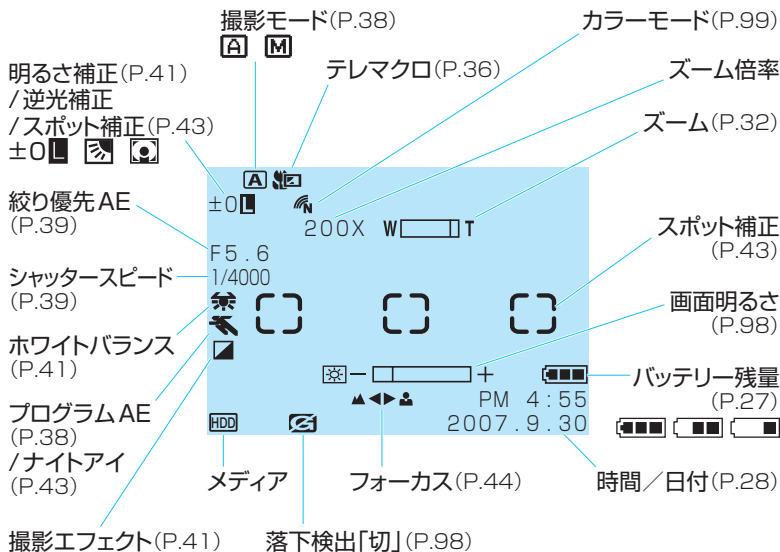 撮影モード(P.38)
A M
カラーモード(P.99)
明るさ補正(P.41)
/逆光補正
/スポット補正(P.43)
±0L
テレマクロ(P.36)
ズーム倍率
ズーム(P.32)
A
±0L
N
200X W T
絞り優先AE
(P.39)
F5.6
シャッタースピード
(P.39)
1/4000
スポット補正
(P.43)
画面明るさ
(P.98)
ホワイトバランス
(P.41)
− +
バッテリー残量
(P.27)
プログラムAE
(P.38)
/ナイトアイ
(P.43)
PM 4:55
HDD
2007.9.30
メディア
フォーカス(P.44)
時間/日付(P.28)
撮影エフェクト(P.41)
落下検出「切」(P.98)